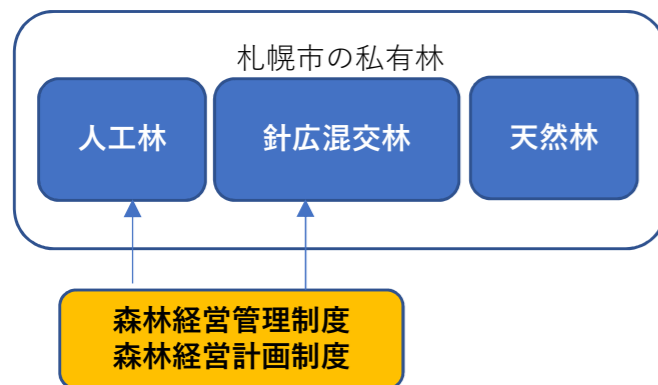 札幌市の私有林
人工林
針広混交林
天然林
森林経営管理制度
森林経営計画制度